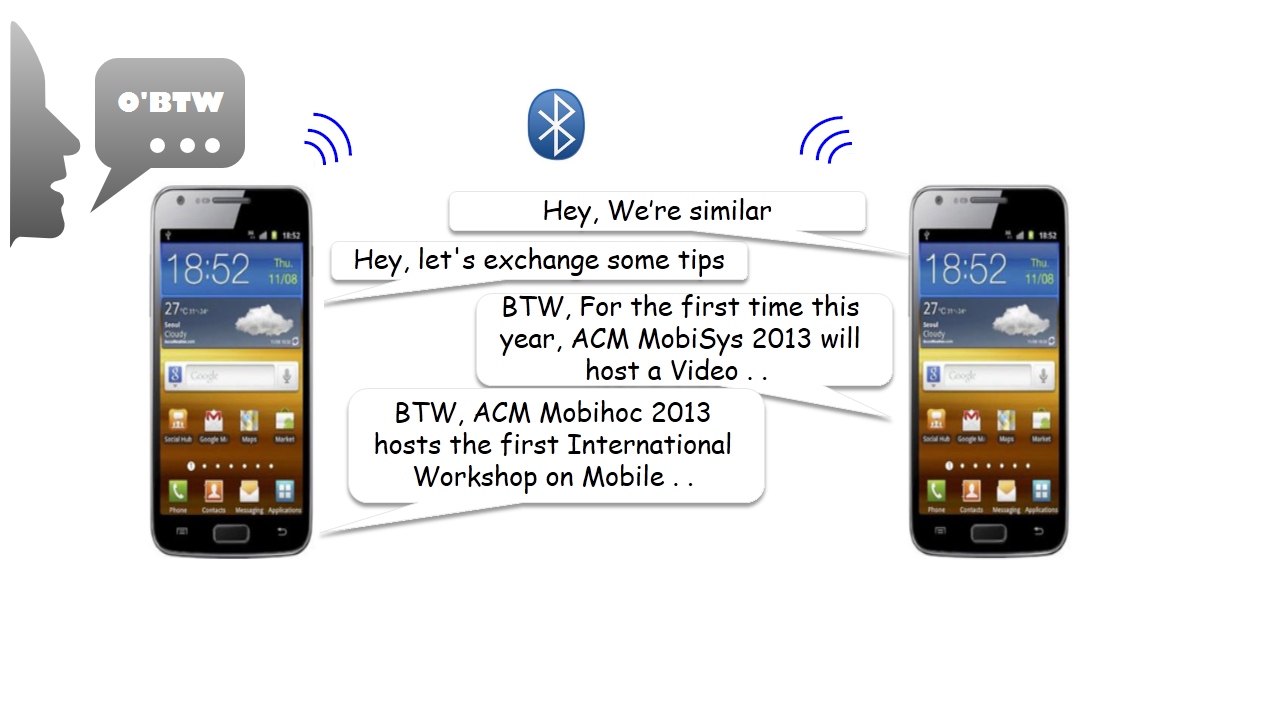 O'BTW
Hey, We're similar
Hey, let's exchange some tips
BTW, For the first time this
year, ACM MobiSys 2013 will
host a Video . .
BTW, ACM Mobihoc 2013
hosts the first International
Workshop on Mobile . .
18:52
18:52
Thu.
11/08
27°C
Seoul
Cloudy
Google
Social Hub
Google M
Maps
Market
1
Phone
Contacts
Messaging
Applications
18:52
18:52
Thu.
11/08
27°C
Seoul
Cloudy
Google
Social Hub
Google M
Maps
Market
1
Phone
Contacts
Messaging
Applications